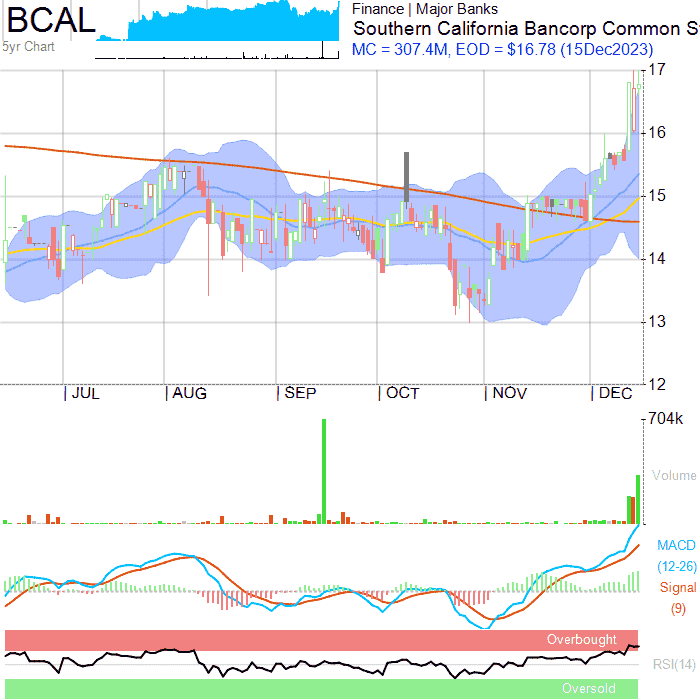 BCAL
5yr Chart
Finance | Major Banks
Southern California Bancorp Common S
MC = 307.4M, EOD = $16.78 (15Dec2023)
17
16
15
14
13
12
JUL AUG SEP OCT NOV DEC
704k
Volume
MACD
(12-26)
Signal
(9)
Overbought
RSI(14)
Oversold